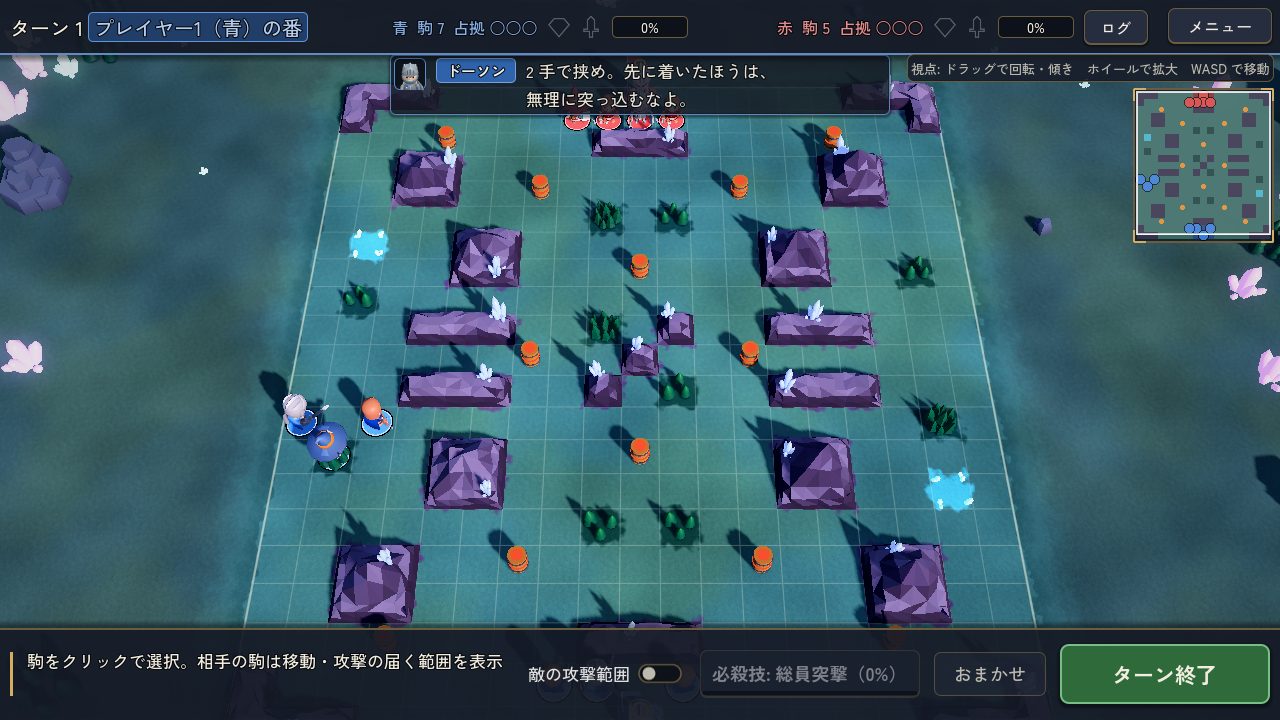 ターン 1 プレイヤー1（青）の番
青 駒 7 占拠 〇〇〇 0%
赤 駒 5 占拠 〇〇〇 0%
ログ
メニュー
ドーソン 2 手で挟め。先に着いたほうは、
無理に突っ込むなよ。
視点: ドラッグで回転・傾き ホイールで拡大 WASD で移動
駒をクリックで選択。相手の駒は移動・攻撃の届く範囲を表示
敵の攻撃範囲
必殺技: 総員突撃（0%）
おまかせ
ターン終了